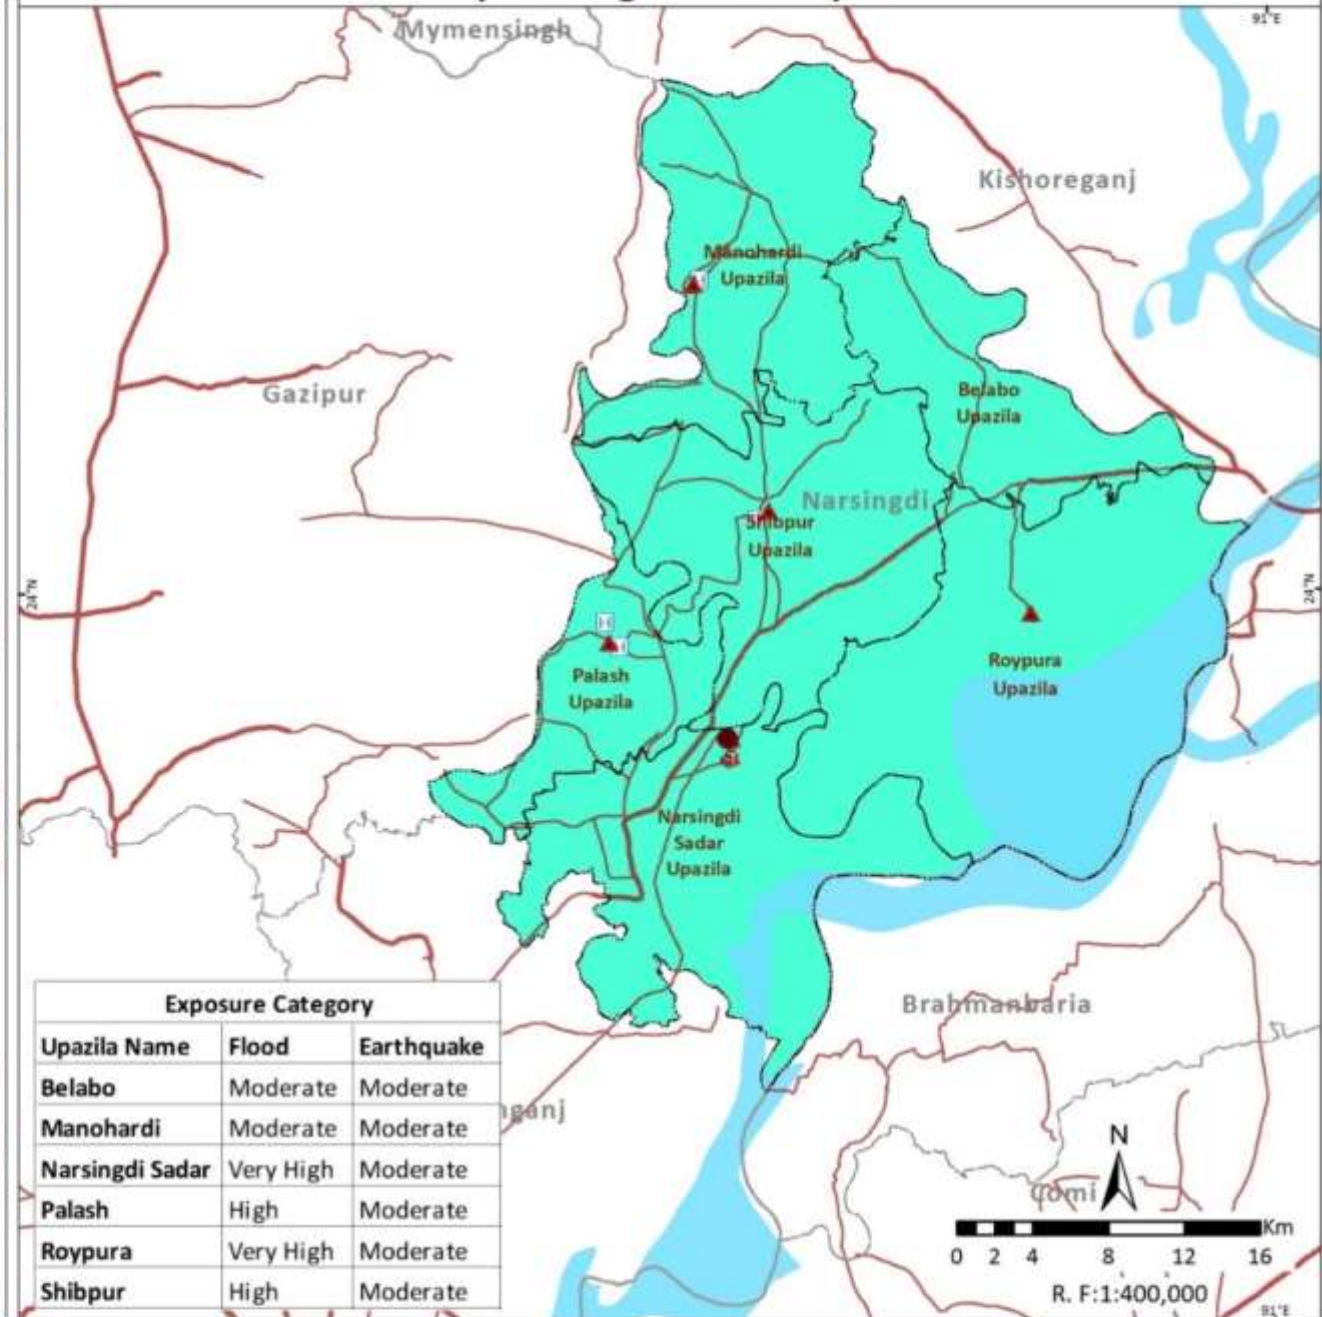 Mymensingh
91°E
Kishoreganj
Manohardi
Upazila
Gazipur
Belabo
Upazila
Narsingdi
Shibpur
Upazila
24°N
24°N
H
Palash
Upazila
Roypura
Upazila
Narsingdi
Sadar
Upazila
Brahmanbaria
Exposure Category
Upazila Name Flood Earthquake
Belabo Moderate Moderate
Manohardi Moderate Moderate
Narsingdi Sadar Very High Moderate
Palash High Moderate
Roypura Very High Moderate
Shibpur High Moderate
nganj
N
Comi
Km
0 2 4 8 12 16
R. F:1:400,000
91°E